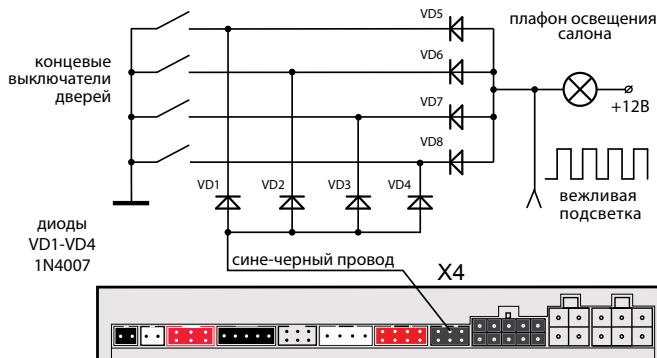 VD5
плафон освещения
салона
концевые
выключатели
дверей
VD6
+12В
VD7
VD8
VD1
VD2
VD3
VD4
вежливая
подсветка
диоды
VD1-VD4
1N4007
сине-черный провод
X4